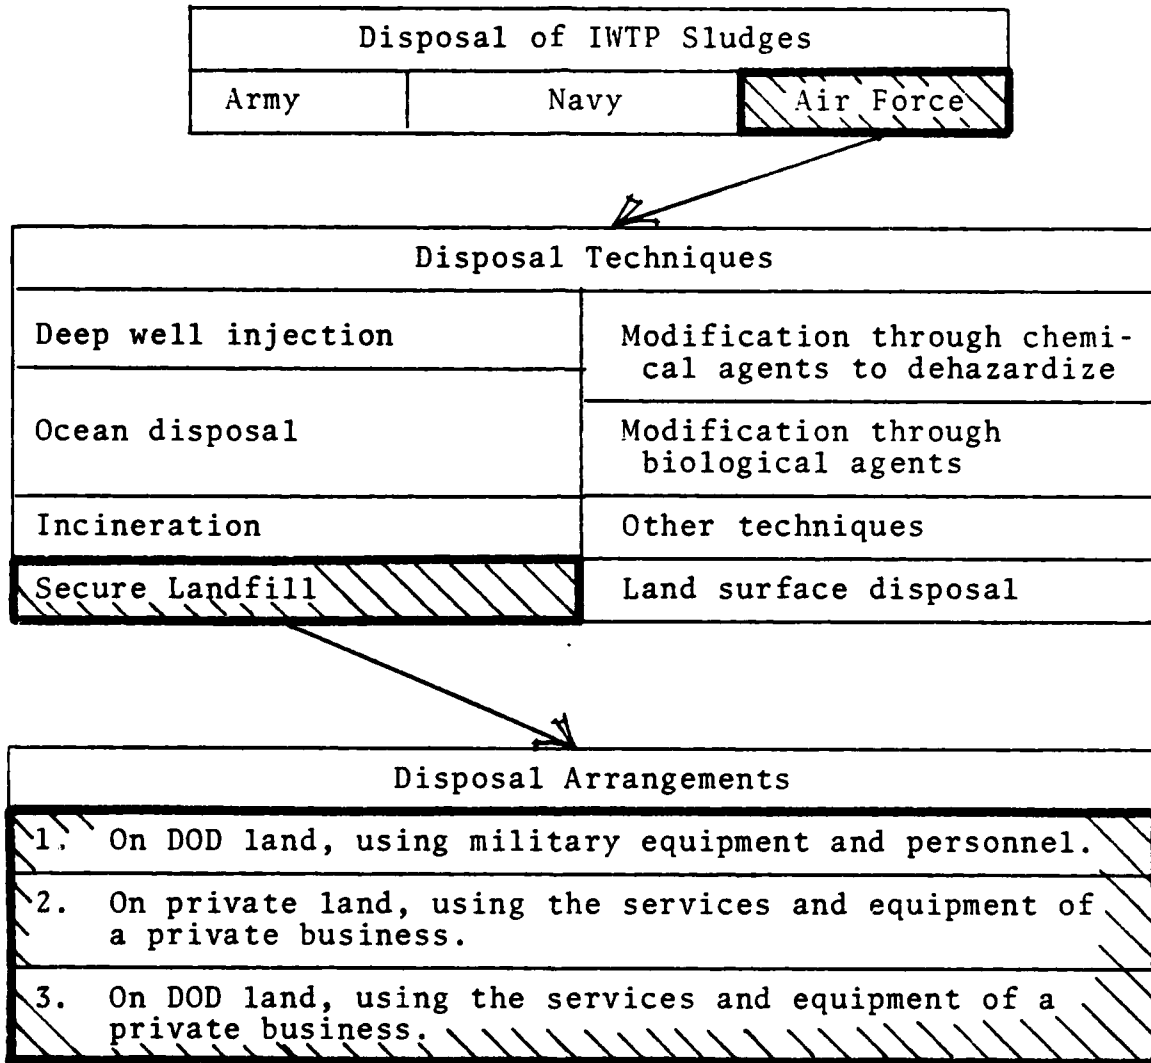 Disposal of IWTP Sludges
Army Navy Air Force
Disposal Techniques
Deep well injection
Modification through chemi-
cal agents to dehazardize
Ocean disposal
Modification through
biological agents
Incineration
Other techniques
Secure Landfill
Land surface disposal
Disposal Arrangements
1. On DOD land, using military equipment and personnel.
2. On private land, using the services and equipment of
a private business.
3. On DOD land, using the services and equipment of a
private business.